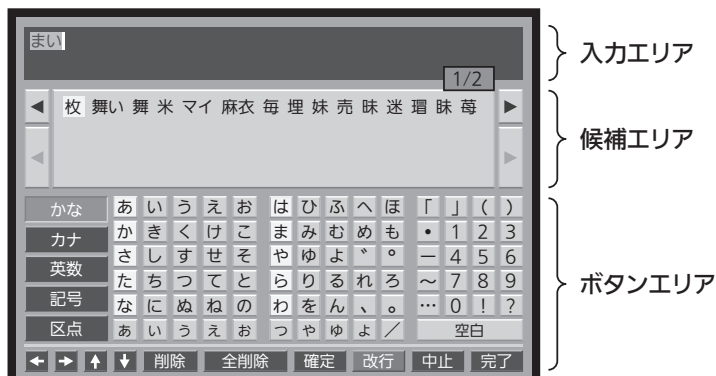 まい
入力エリア
1/2
◀ 枚 舞い 舞 米 マイ 麻衣 毎 埋 妹 売 昧 迷 瑁 眛 苺 ▶
候補エリア
◀ ▶
かな あ い う え お は ひ ふ へ ほ 「 」 ( )
カナ か き く け こ ま み む め も • 1 2 3
英数 さ し す せ そ や ゆ よ ゛ ゜ ー 4 5 6
ボタンエリア
記号 た ち つ て と ら り る れ ろ ~ 7 8 9
な に ぬ ね の わ を ん 、 。 … 0 ! ?
区点 ぁ ぃ ぅ ぇ ぉ っ ゃ ゅ ょ / 空白
← → ↑ ↓ 削除 全削除 確定 改行 中止 完了